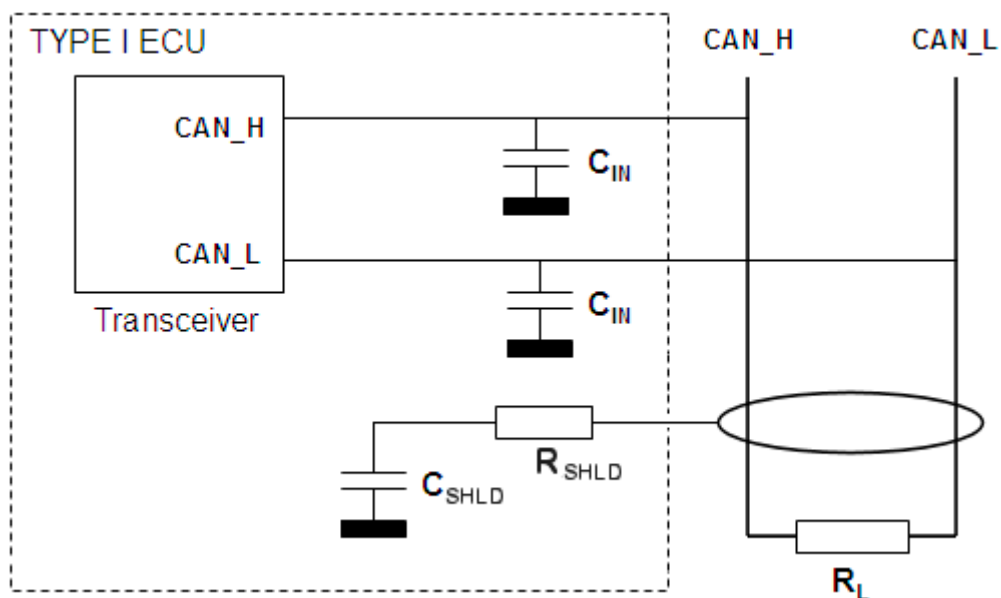 TYPE I ECU
CAN_H
CAN_L
CAN_H
C_IN
CAN_L
C_IN
Transceiver
R_SHLD
C_SHLD
R_L